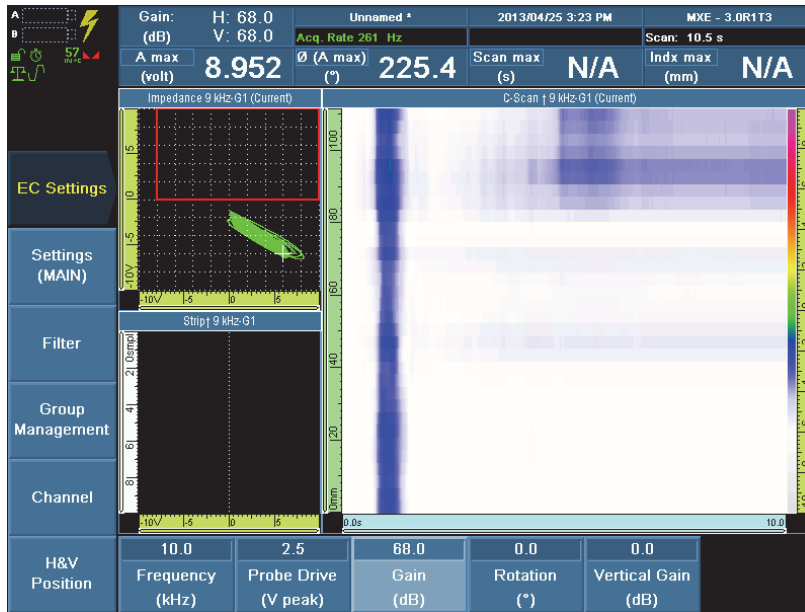 A
B
57
IN °C
Gain: H: 68.0
(dB) V: 68.0
Unnamed *
2013/04/25 3:23 PM
MXE - 3.0R1T3
Acq. Rate 261 Hz
Scan: 10.5 s
A max
(volt)
8.952
Ø (A max)
(°)
225.4
Scan max
(s)
N/A
Indx max
(mm)
N/A
Impedance 9 kHz-G1 (Current)
C-Scan † 9 kHz-G1 (Current)
EC Settings
Settings
(MAIN)
Filter
Group
Management
Channel
H&V
Position
|5
|0
|-5
-10V
-10V |-5 |0 |5
Strip† 9 kHz-G1
0smpl
2|
4|
6|
8|
-10V |-5 |0 |5
|100
|80
|60
|40
|20
0mm
0.0s
10.0
10.0
Frequency
(kHz)
2.5
Probe Drive
(V peak)
68.0
Gain
(dB)
0.0
Rotation
(°)
0.0
Vertical Gain
(dB)